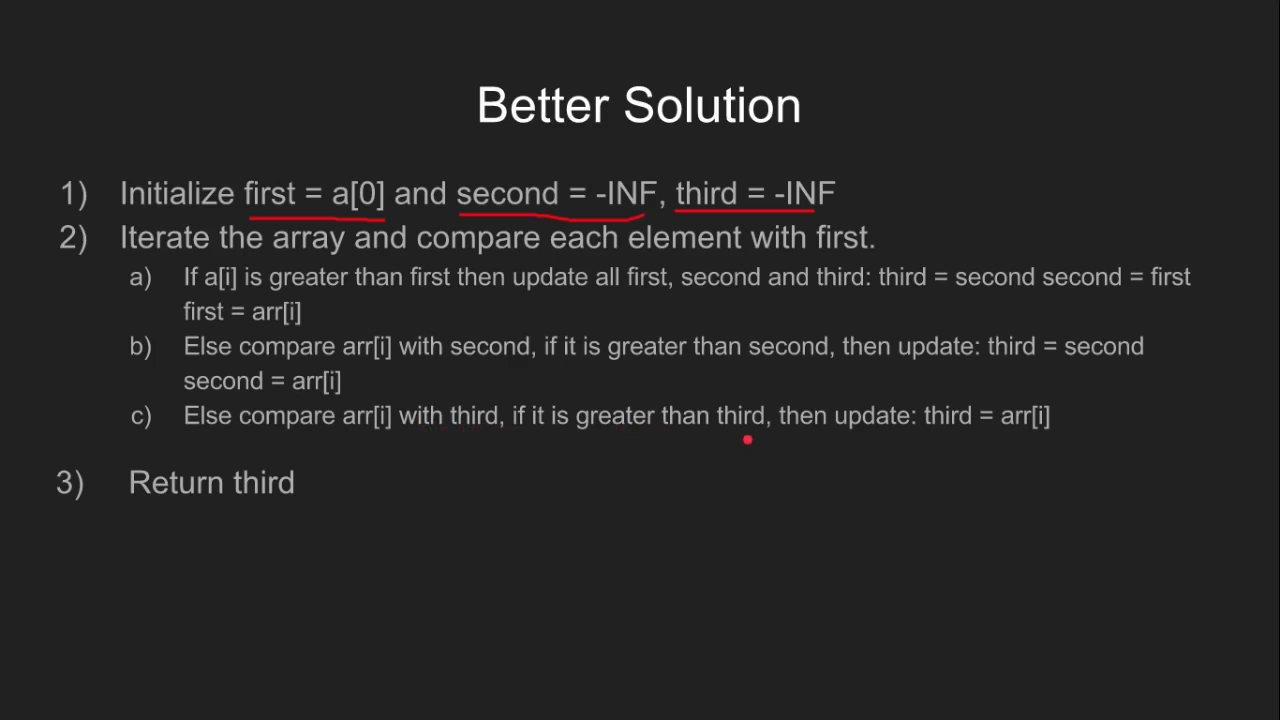 Better Solution
1) Initialize first = a[0] and second = -INF, third = -INF
2) Iterate the array and compare each element with first.
a) If a[i] is greater than first then update all first, second and third: third = second second = first
first = arr[i]
b) Else compare arr[i] with second, if it is greater than second, then update: third = second
second = arr[i]
c) Else compare arr[i] with third, if it is greater than third, then update: third = arr[i]
3) Return third